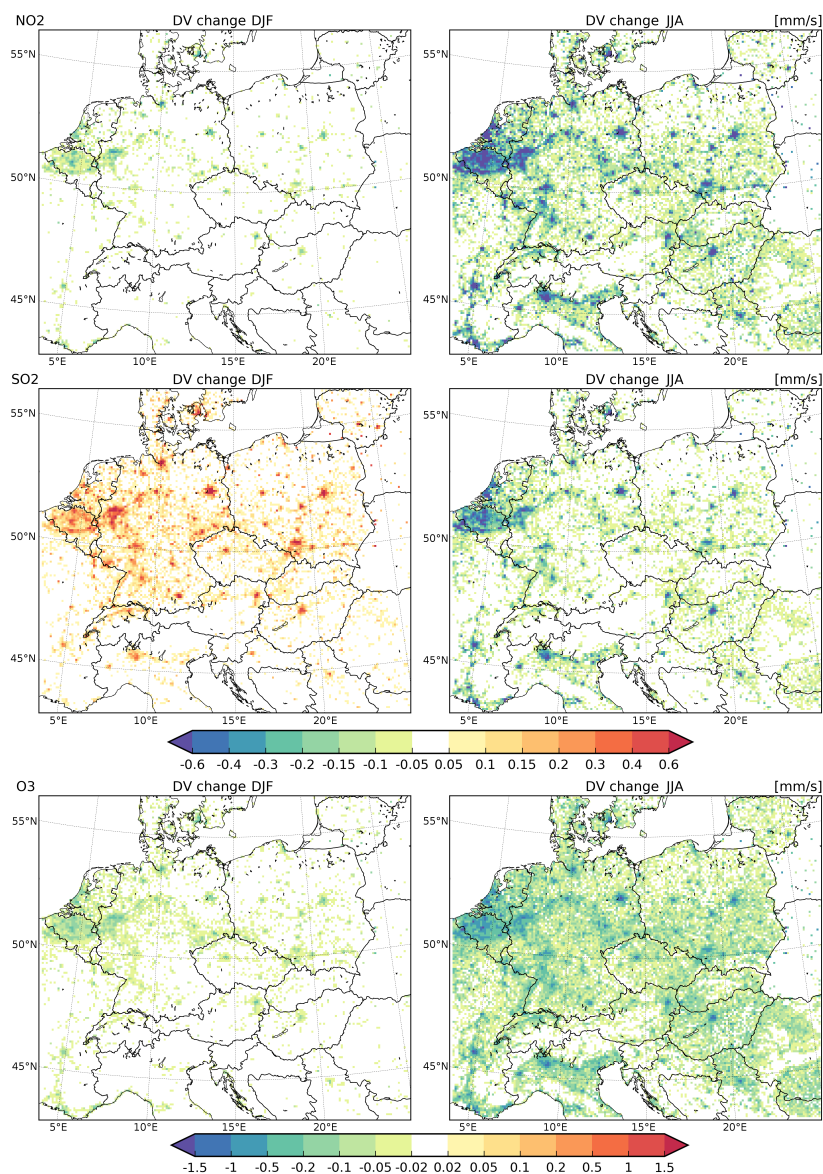 NO2 DV change DJF DV change JJA [mm/s]
55°N
50°N 50°N
45°N 45°N
5°E 10°E 15°E 20°E 5°E 10°E 15°E 20°E
SO2 DV change DJF DV change JJA [mm/s]
55°N 55°N
50°N 50°N
45°N 45°N
5°E 10°E 15°E 20°E 5°E 10°E 15°E 20°E
-0.6 -0.4 -0.3 -0.2 -0.15 -0.1 -0.05 0.05 0.1 0.15 0.2 0.3 0.4 0.6
O3 DV change DJF DV change JJA [mm/s]
55°N 55°N
50°N 50°N
45°N 45°N
5°E 10°E 15°E 20°E 5°E 10°E 15°E 20°E
-1.5 -1 -0.5 -0.2 -0.1 -0.05 -0.02 0.02 0.05 0.1 0.2 0.5 1 1.5